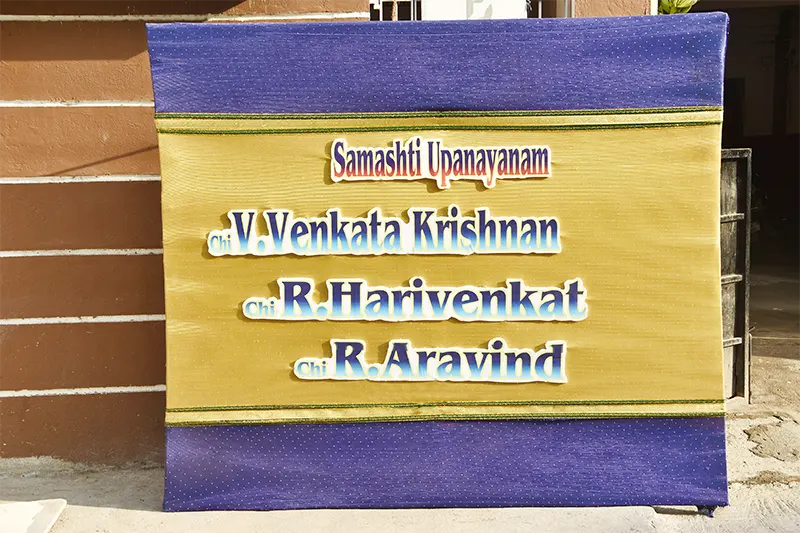 Samashti Upanayanam
Chi V.Venkata Krishnan
Chi R.Harivenkat
Chi R.Aravind